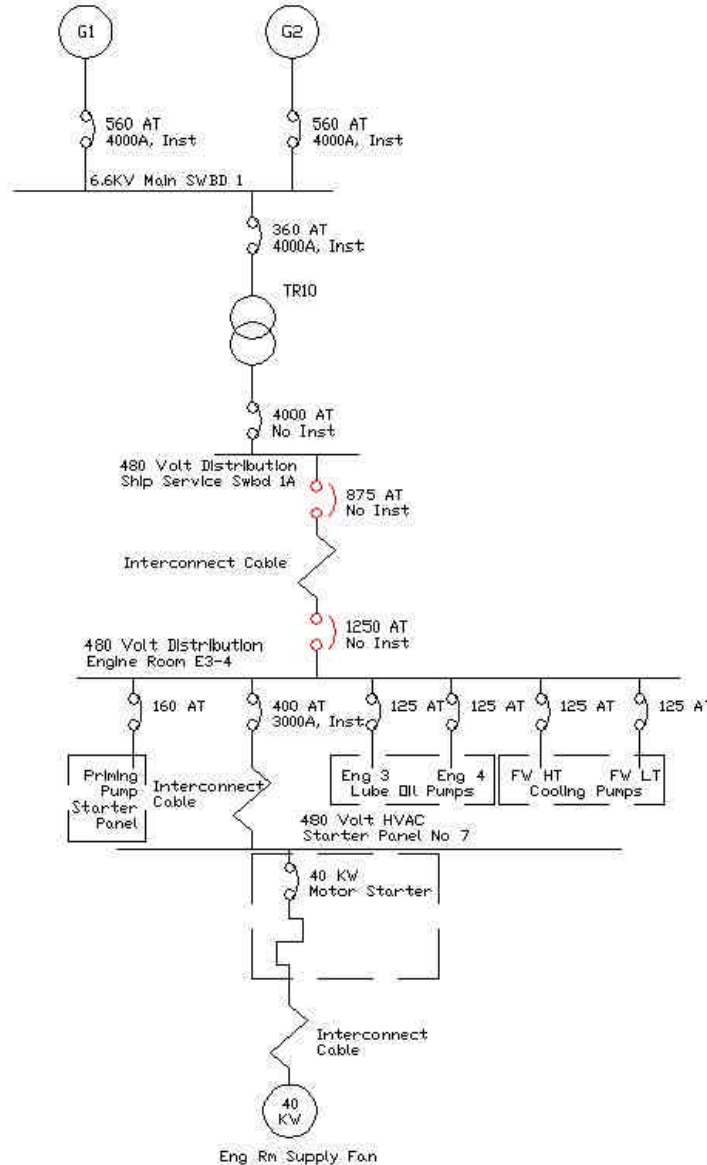 G1
G2
560 AT
4000A, Inst
560 AT
4000A, Inst
6.6KV Main SWBD 1
360 AT
4000A, Inst
TR10
4000 AT
No Inst
480 Volt Distribution
Ship Service Swbd 1A
875 AT
No Inst
Interconnect Cable
1250 AT
No Inst
480 Volt Distribution
Engine Room E3-4
160 AT
400 AT
3000A, Inst
125 AT
125 AT
125 AT
125 AT
Priming
Pump
Starter
Panel
Interconnect
Cable
Eng 3
Eng 4
Lube Oil Pumps
FW HT
FW LT
Cooling Pumps
480 Volt HVAC
Starter Panel No 7
40 KW
Motor Starter
Interconnect
Cable
40
KW
Eng Rm Supply Fan